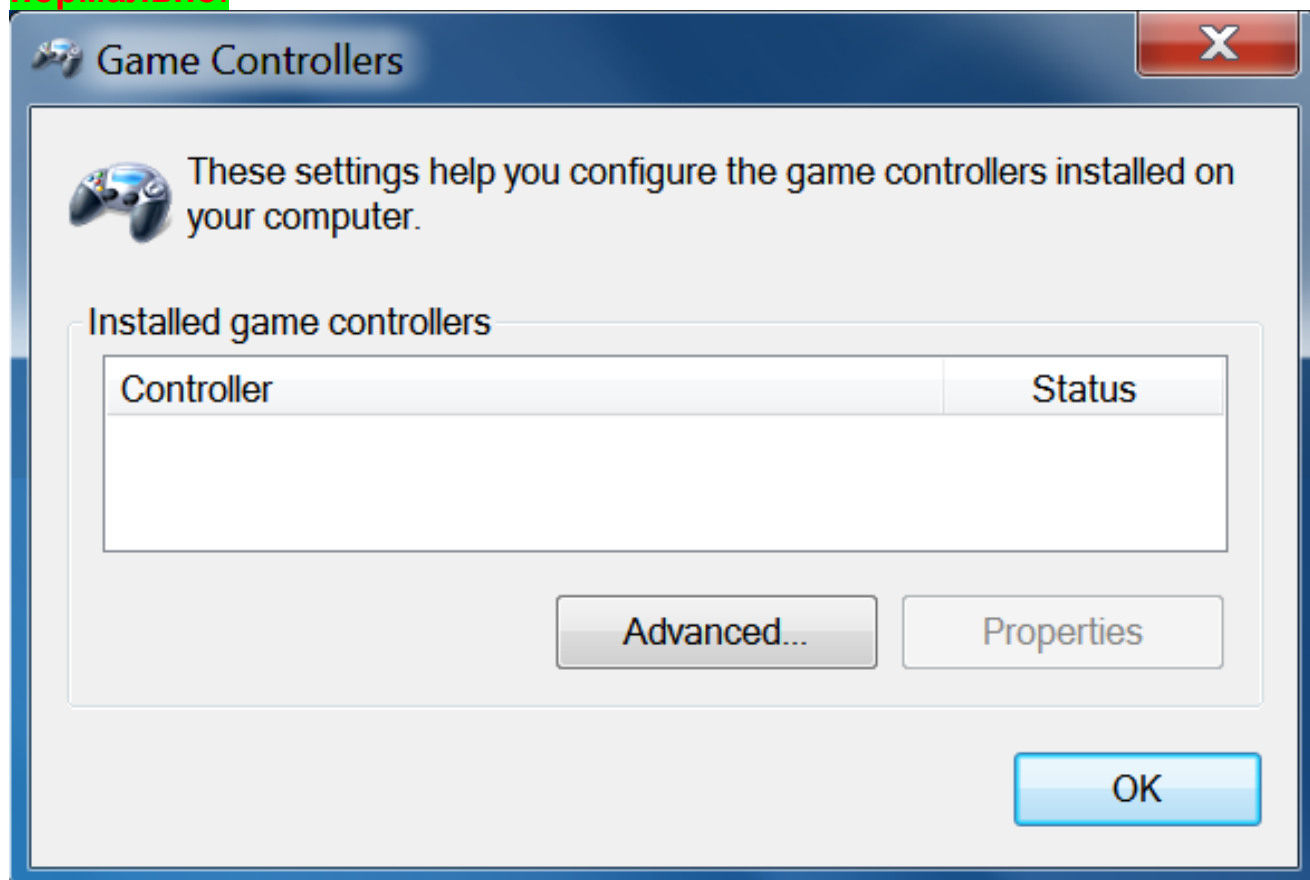 Game Controllers
These settings help you configure the game controllers installed on
your computer.
Installed game controllers
Controller Status
Advanced... Properties
OK